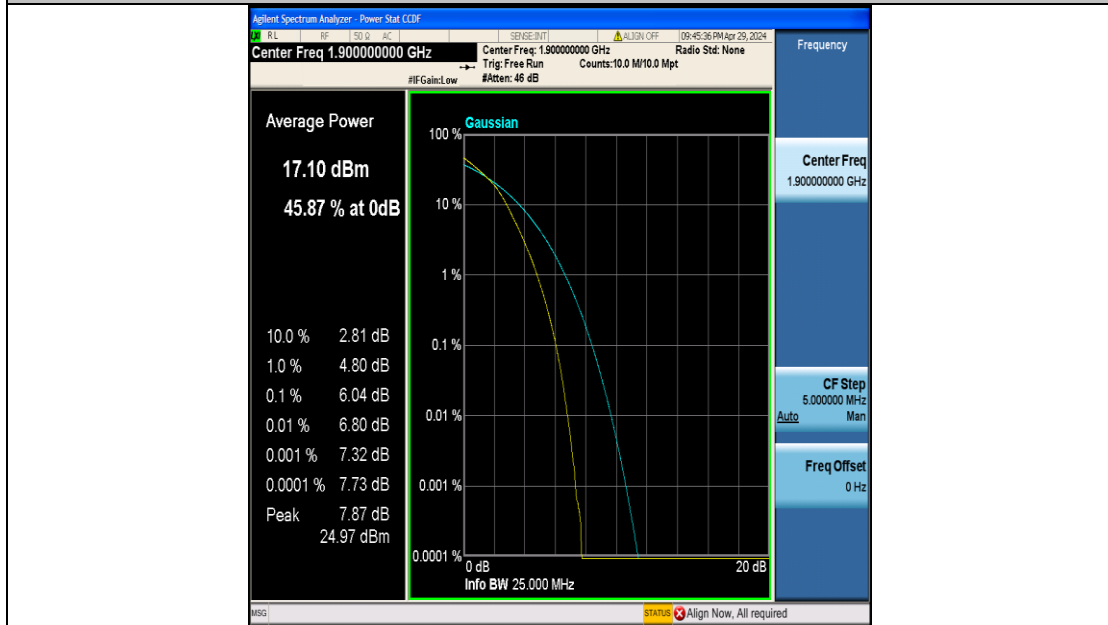 Agilent Spectrum Analyzer - Power Stat CCDF
RL RF 50 Ω AC SENSE:INT ALIGN OFF 09:45:36 PM Apr 29, 2024
Center Freq 1.900000000 GHz
Center Freq: 1.900000000 GHz Radio Std: None
Trig: Free Run Counts:10.0 M/10.0 Mpt
#IFGain:Low #Atten: 46 dB
Frequency
Average Power
17.10 dBm
45.87 % at 0dB
10.0 % 2.81 dB
1.0 % 4.80 dB
0.1 % 6.04 dB
0.01 % 6.80 dB
0.001 % 7.32 dB
0.0001 % 7.73 dB
Peak 7.87 dB
24.97 dBm
Gaussian
100 %
10 %
1 %
0.1 %
0.01 %
0.001 %
0.0001 %
0 dB 20 dB
Info BW 25.000 MHz
Center Freq
1.900000000 GHz
CF Step
5.000000 MHz
Auto Man
Freq Offset
0 Hz
MSG STATUS Align Now, All required